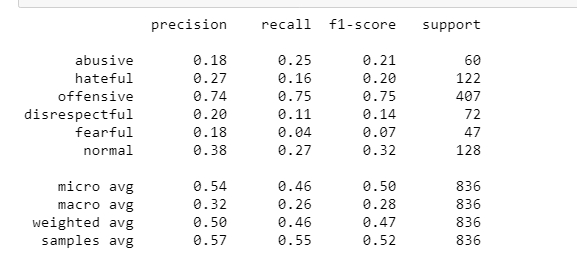 precision recall f1-score support
abusive 0.18 0.25 0.21 60
hateful 0.27 0.16 0.20 122
offensive 0.74 0.75 0.75 407
disrespectful 0.20 0.11 0.14 72
fearful 0.18 0.04 0.07 47
normal 0.38 0.27 0.32 128
micro avg 0.54 0.46 0.50 836
macro avg 0.32 0.26 0.28 836
weighted avg 0.50 0.46 0.47 836
samples avg 0.57 0.55 0.52 836